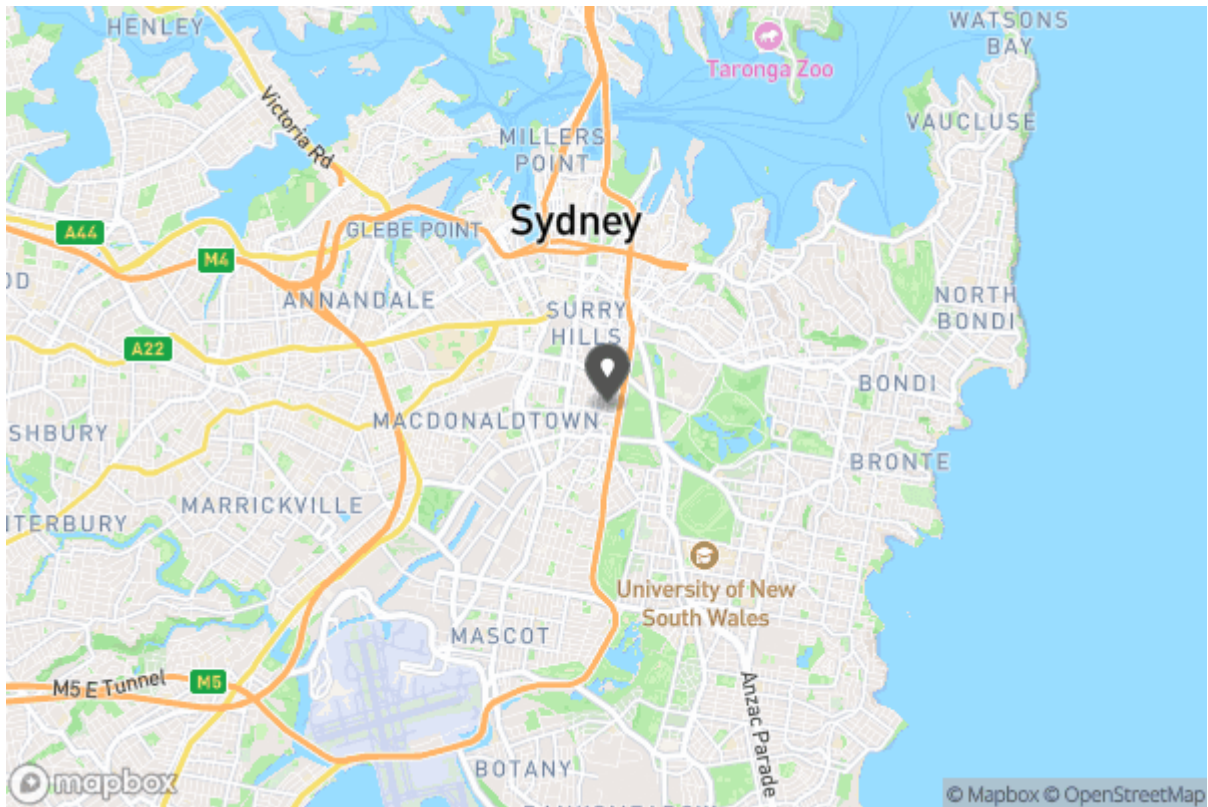 HENLEY
WATSONS
BAY
Taronga Zoo
Victoria Rd
VAUCLUSE
MILLERS
POINT
A44
GLEBE POINT
Sydney
M4
OD
ANNANDALE
SURRY
HILLS
NORTH
BONDI
A22
BONDI
MACDONALDTOWN
SHBURY
BRONTE
MARRICKVILLE
TERBURY
University of New
South Wales
MASCOT
M5 E Tunnel
M5
Anzac Parade
BOTANY
mapbox
© Mapbox © OpenStreetMap